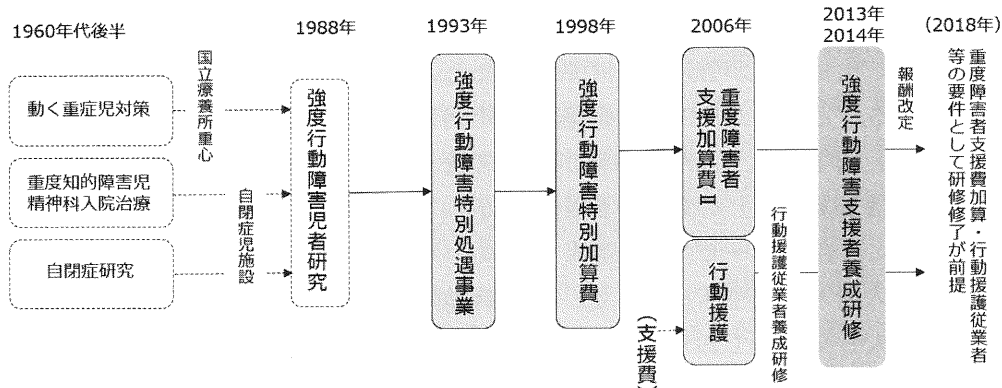 1960年代後半
1988年
1993年
1998年
2006年
2013年
2014年
(2018年)
動く重症児対策
重度知的障害児
精神科入院治療
自閉症研究
国立療養所重心
自閉症児施設
強度行動障害児者研究
強度行動障害特別処遇事業
強度行動障害特別加算費
重度障害者
支援加算費Ⅱ
行動援護
(支援費)
行動援護従業者養成研修
強度行動障害支援者養成研修
報酬改定
重度障害者支援費加算・行動援護従業者
等の要件として研修修了が前提